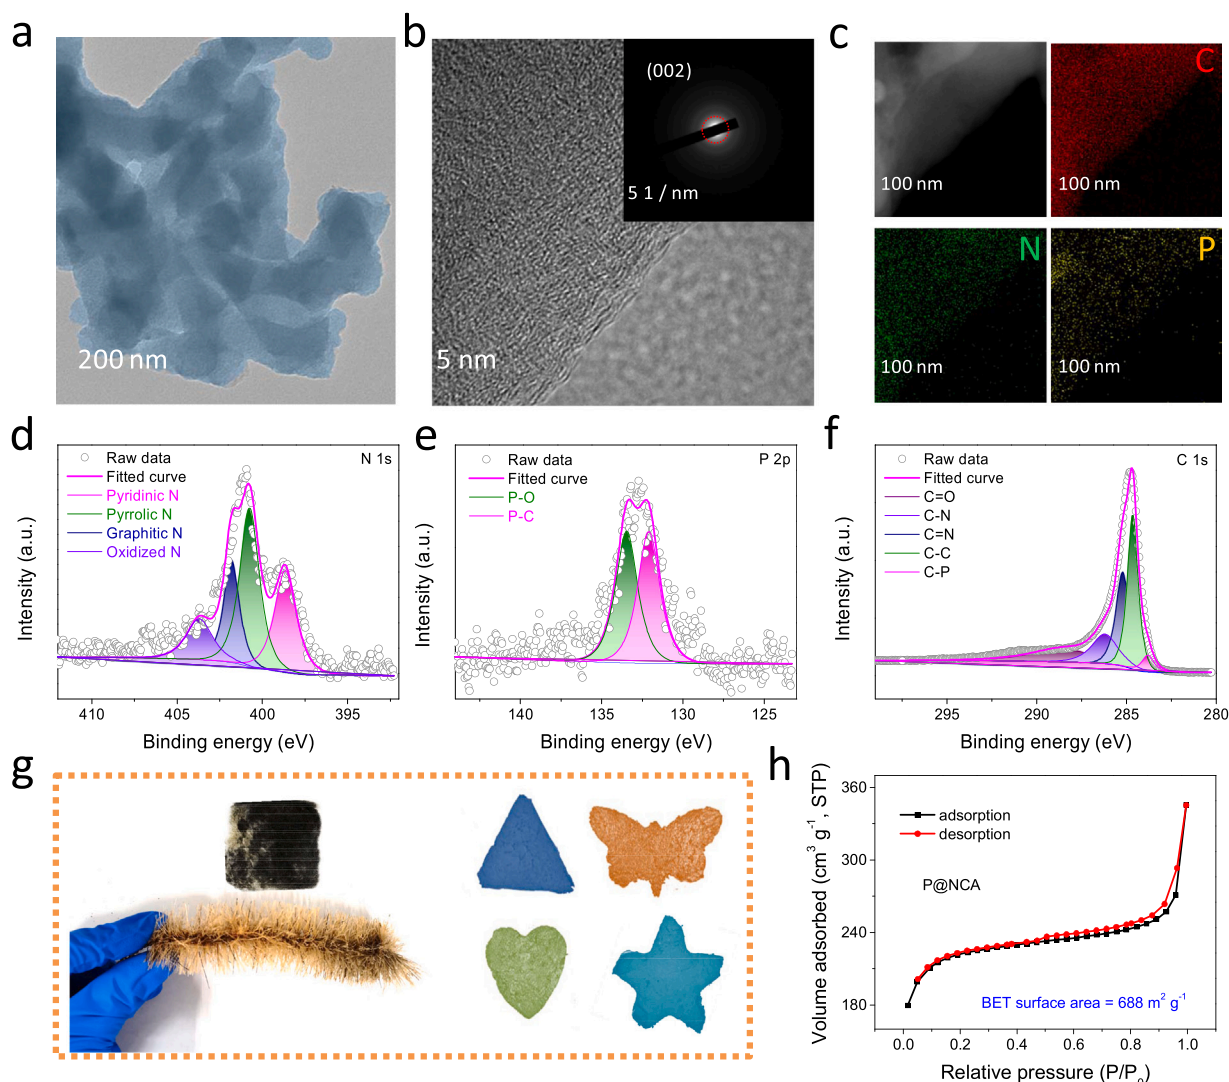 a
200 nm
b
(002)
5 1 / nm
5 nm
c
100 nm
C
100 nm
N
100 nm
P
100 nm
d
Raw data
Fitted curve
Pyridinic N
Pyrrolic N
Graphitic N
Oxidized N
N 1s
Intensity (a.u.)
410 405 400 395
Binding energy (eV)
e
Raw data
Fitted curve
P-O
P-C
P 2p
Intensity (a.u.)
140 135 130 125
Binding energy (eV)
f
Raw data
Fitted curve
C=O
C-N
C=N
C-C
C-P
C 1s
Intensity (a.u.)
295 290 285 280
Binding energy (eV)
g
h
Volume adsorbed (cm³ g⁻¹, STP)
360
300
240
180
adsorption
desorption
P@NCA
BET surface area = 688 m² g⁻¹
0.0 0.2 0.4 0.6 0.8 1.0
Relative pressure (P/P₀)